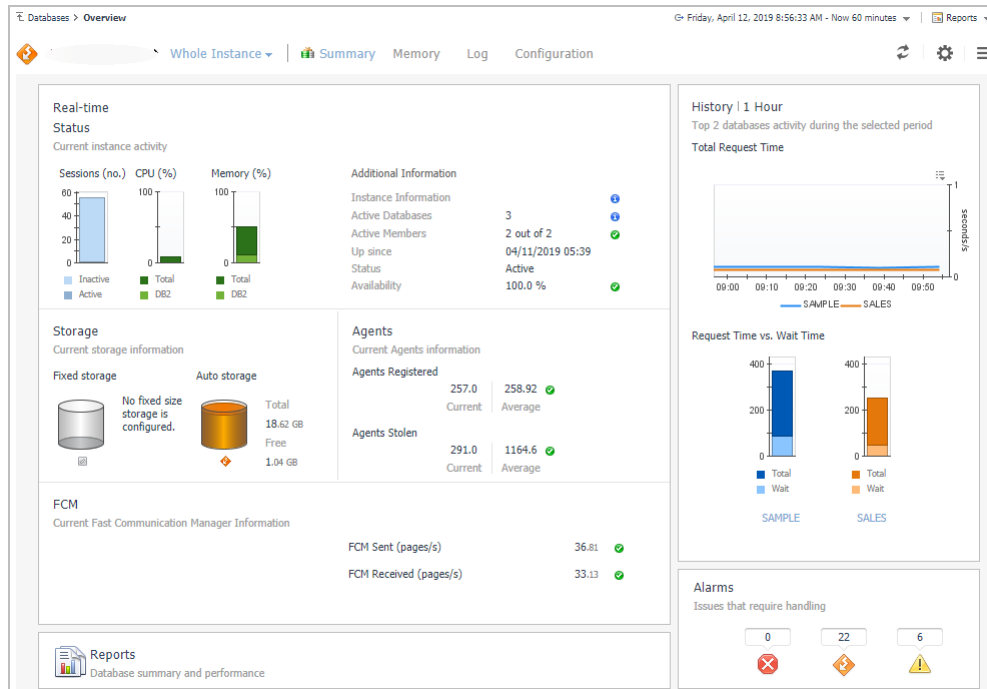 Databases > Overview
Friday, April 12, 2019 8:56:33 AM - Now 60 minutes
Reports
Whole Instance
Summary
Memory
Log
Configuration
Real-time
Status
Current instance activity
Sessions (no.)
CPU (%)
Memory (%)
60
40
20
0
100
0
100
0
Inactive
Active
Total
DB2
Total
DB2
Additional Information
Instance Information
Active Databases 3
Active Members 2 out of 2
Up since 04/11/2019 05:39
Status Active
Availability 100.0 %
Storage
Current storage information
Fixed storage
No fixed size
storage is
configured.
Auto storage
Total
18.62 GB
Free
1.04 GB
Agents
Current Agents information
Agents Registered
257.0 258.92
Current Average
Agents Stolen
291.0 1164.6
Current Average
FCM
Current Fast Communication Manager Information
FCM Sent (pages/s) 36.81
FCM Received (pages/s) 33.13
Reports
Database summary and performance
History | 1 Hour
Top 2 databases activity during the selected period
Total Request Time
1
seconds/s
0
09:00 09:10 09:20 09:30 09:40 09:50
SAMPLE SALES
Request Time vs. Wait Time
400
200
0
400
200
0
Total
Wait
Total
Wait
SAMPLE
SALES
Alarms
Issues that require handling
0 22 6